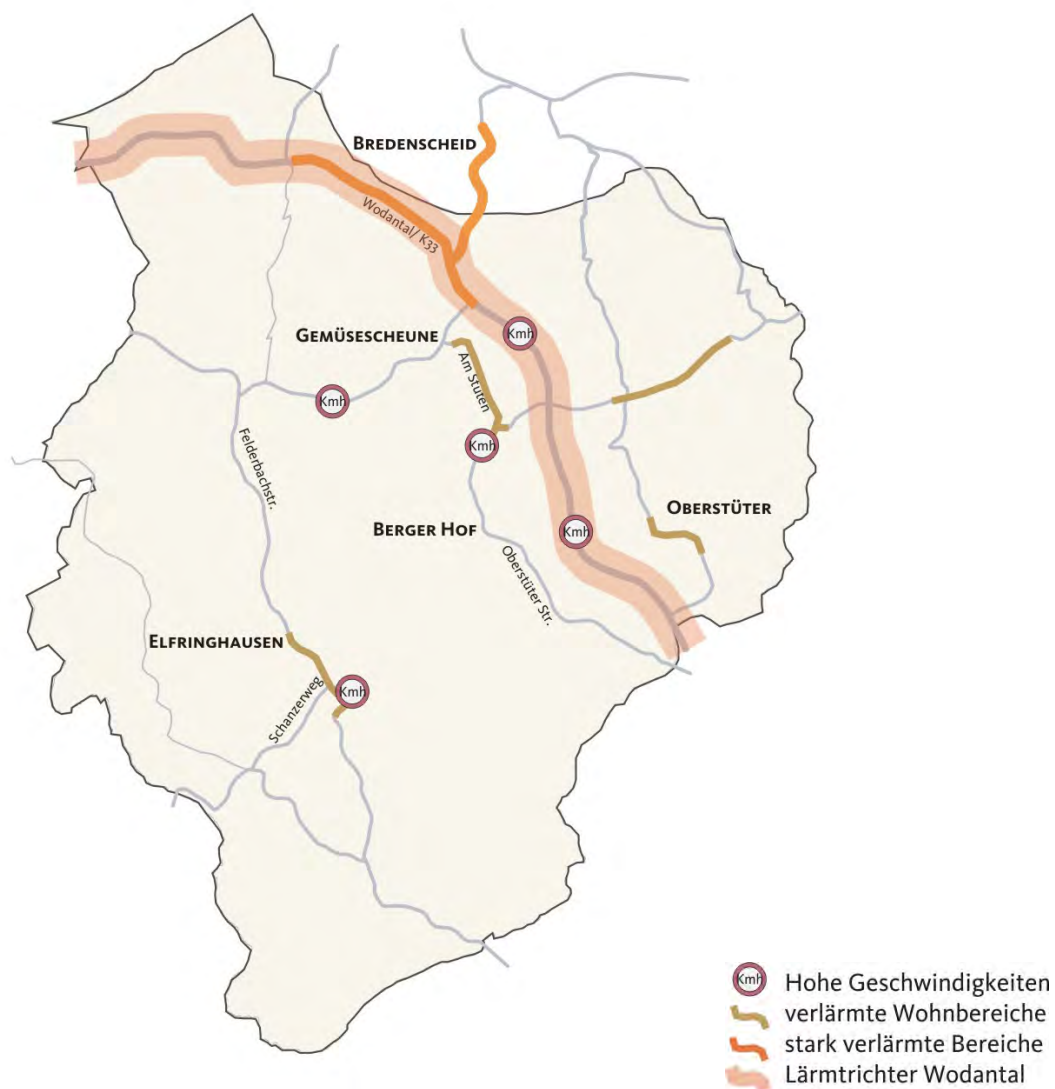 BREDENSCHEID
Wodantal/ K33
GEMÜSESCHEUNE
Kmh
Am Stuten
Kmh
Kmh
Felderbachstr.
OBERSTÜTER
BERGER HOF
Kmh
Oberstüter Str.
ELFRINGHAUSEN
Schanzerweg
Kmh
Kmh Hohe Geschwindigkeiten
verlärmte Wohnbereiche
stark verlärmte Bereiche
Lärmtrichter Wodantal